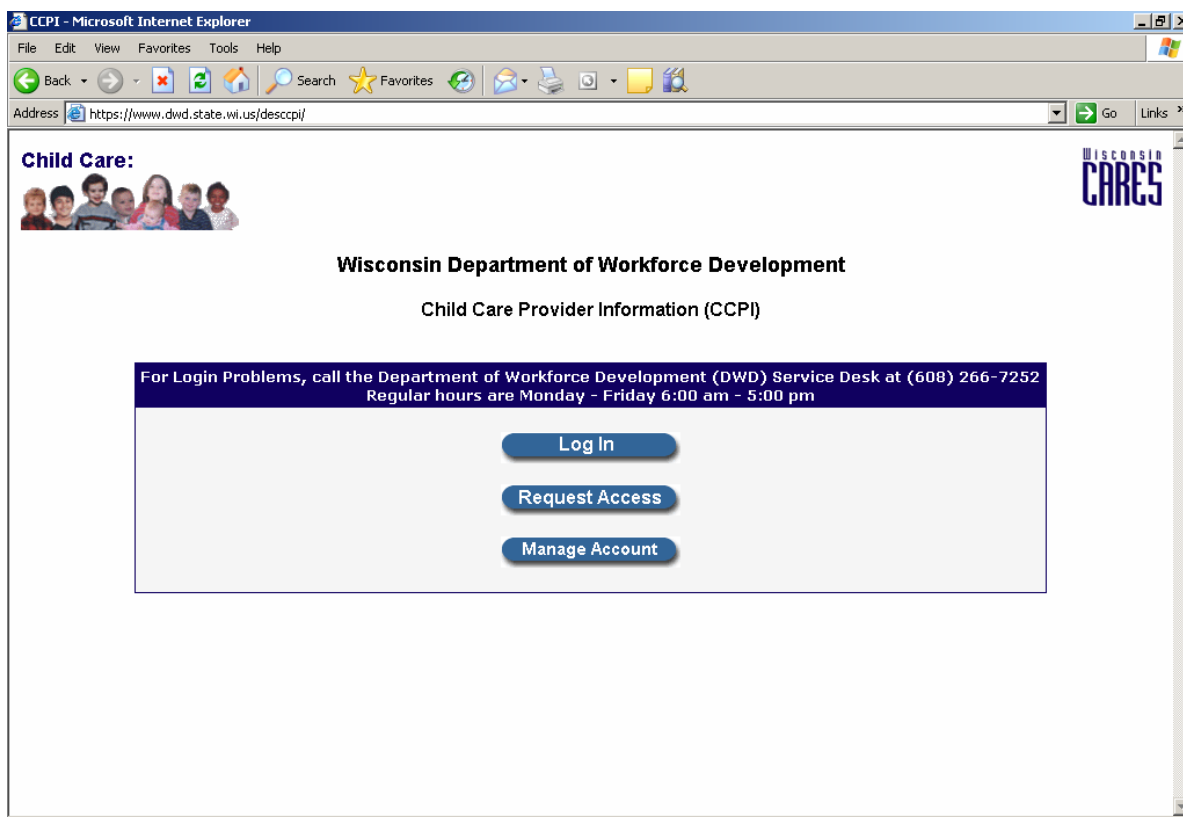 CCPI - Microsoft Internet Explorer
File Edit View Favorites Tools Help
Back Search Favorites
Address https://www.dwd.state.wi.us/desccpi/ Go Links »
Child Care:
Wisconsin
CARES
Wisconsin Department of Workforce Development
Child Care Provider Information (CCPI)
For Login Problems, call the Department of Workforce Development (DWD) Service Desk at (608) 266-7252
Regular hours are Monday - Friday 6:00 am - 5:00 pm
Log In
Request Access
Manage Account